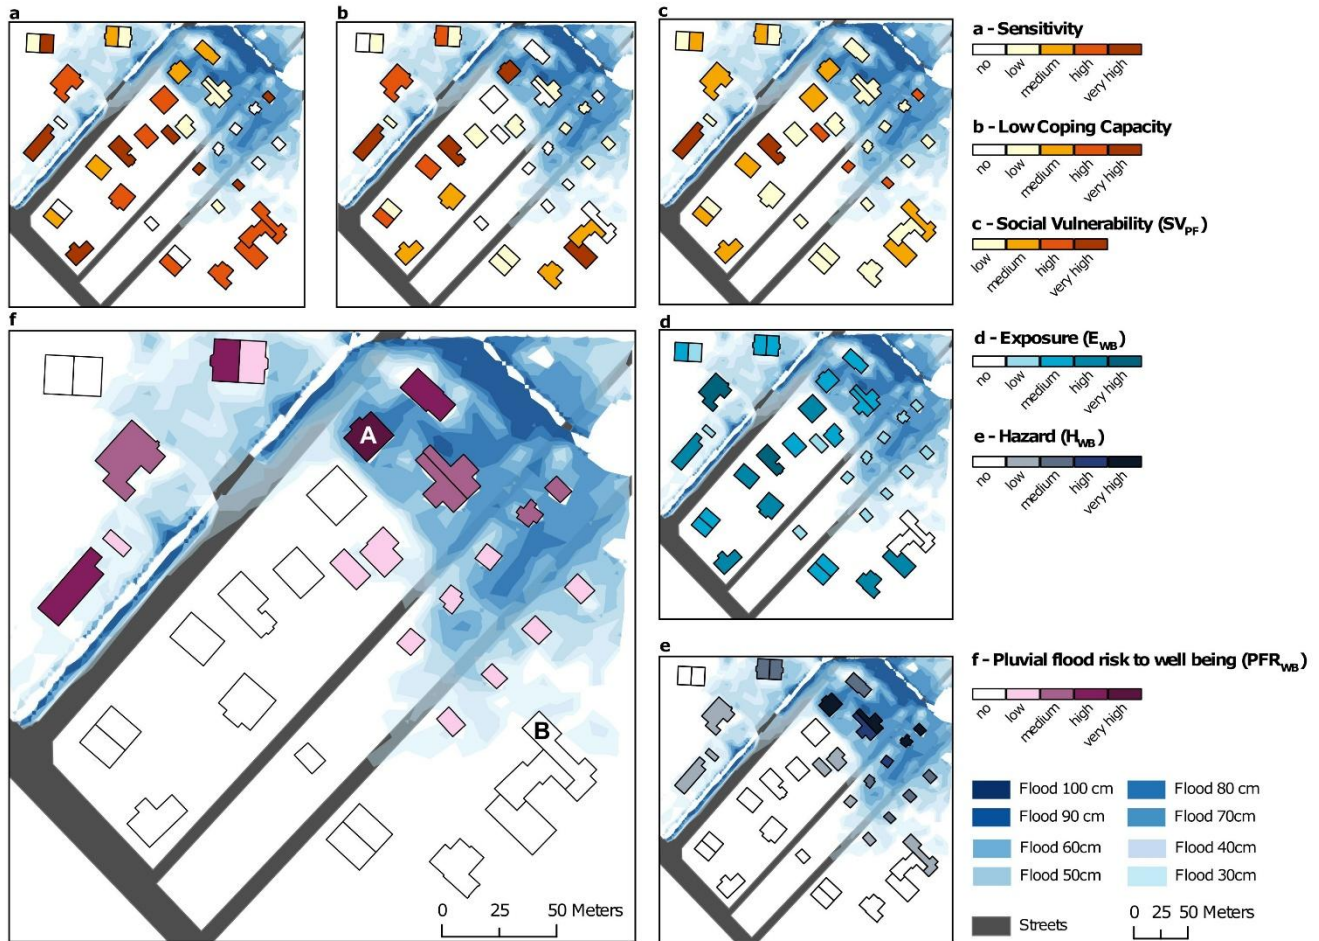 a
b
c
a - Sensitivity
no
low
medium
high
very high
b - Low Coping Capacity
no
low
medium
high
very high
c - Social Vulnerability (SVPF)
low
medium
high
very high
f
A
B
0 25 50 Meters
d
d - Exposure (EWB)
no
low
medium
high
very high
e - Hazard (HWB)
no
low
medium
high
very high
e
f - Pluvial flood risk to well being (PFRWB)
no
low
medium
high
very high
Flood 100 cm Flood 80 cm
Flood 90 cm Flood 70cm
Flood 60cm Flood 40cm
Flood 50cm Flood 30cm
Streets
0 25 50 Meters